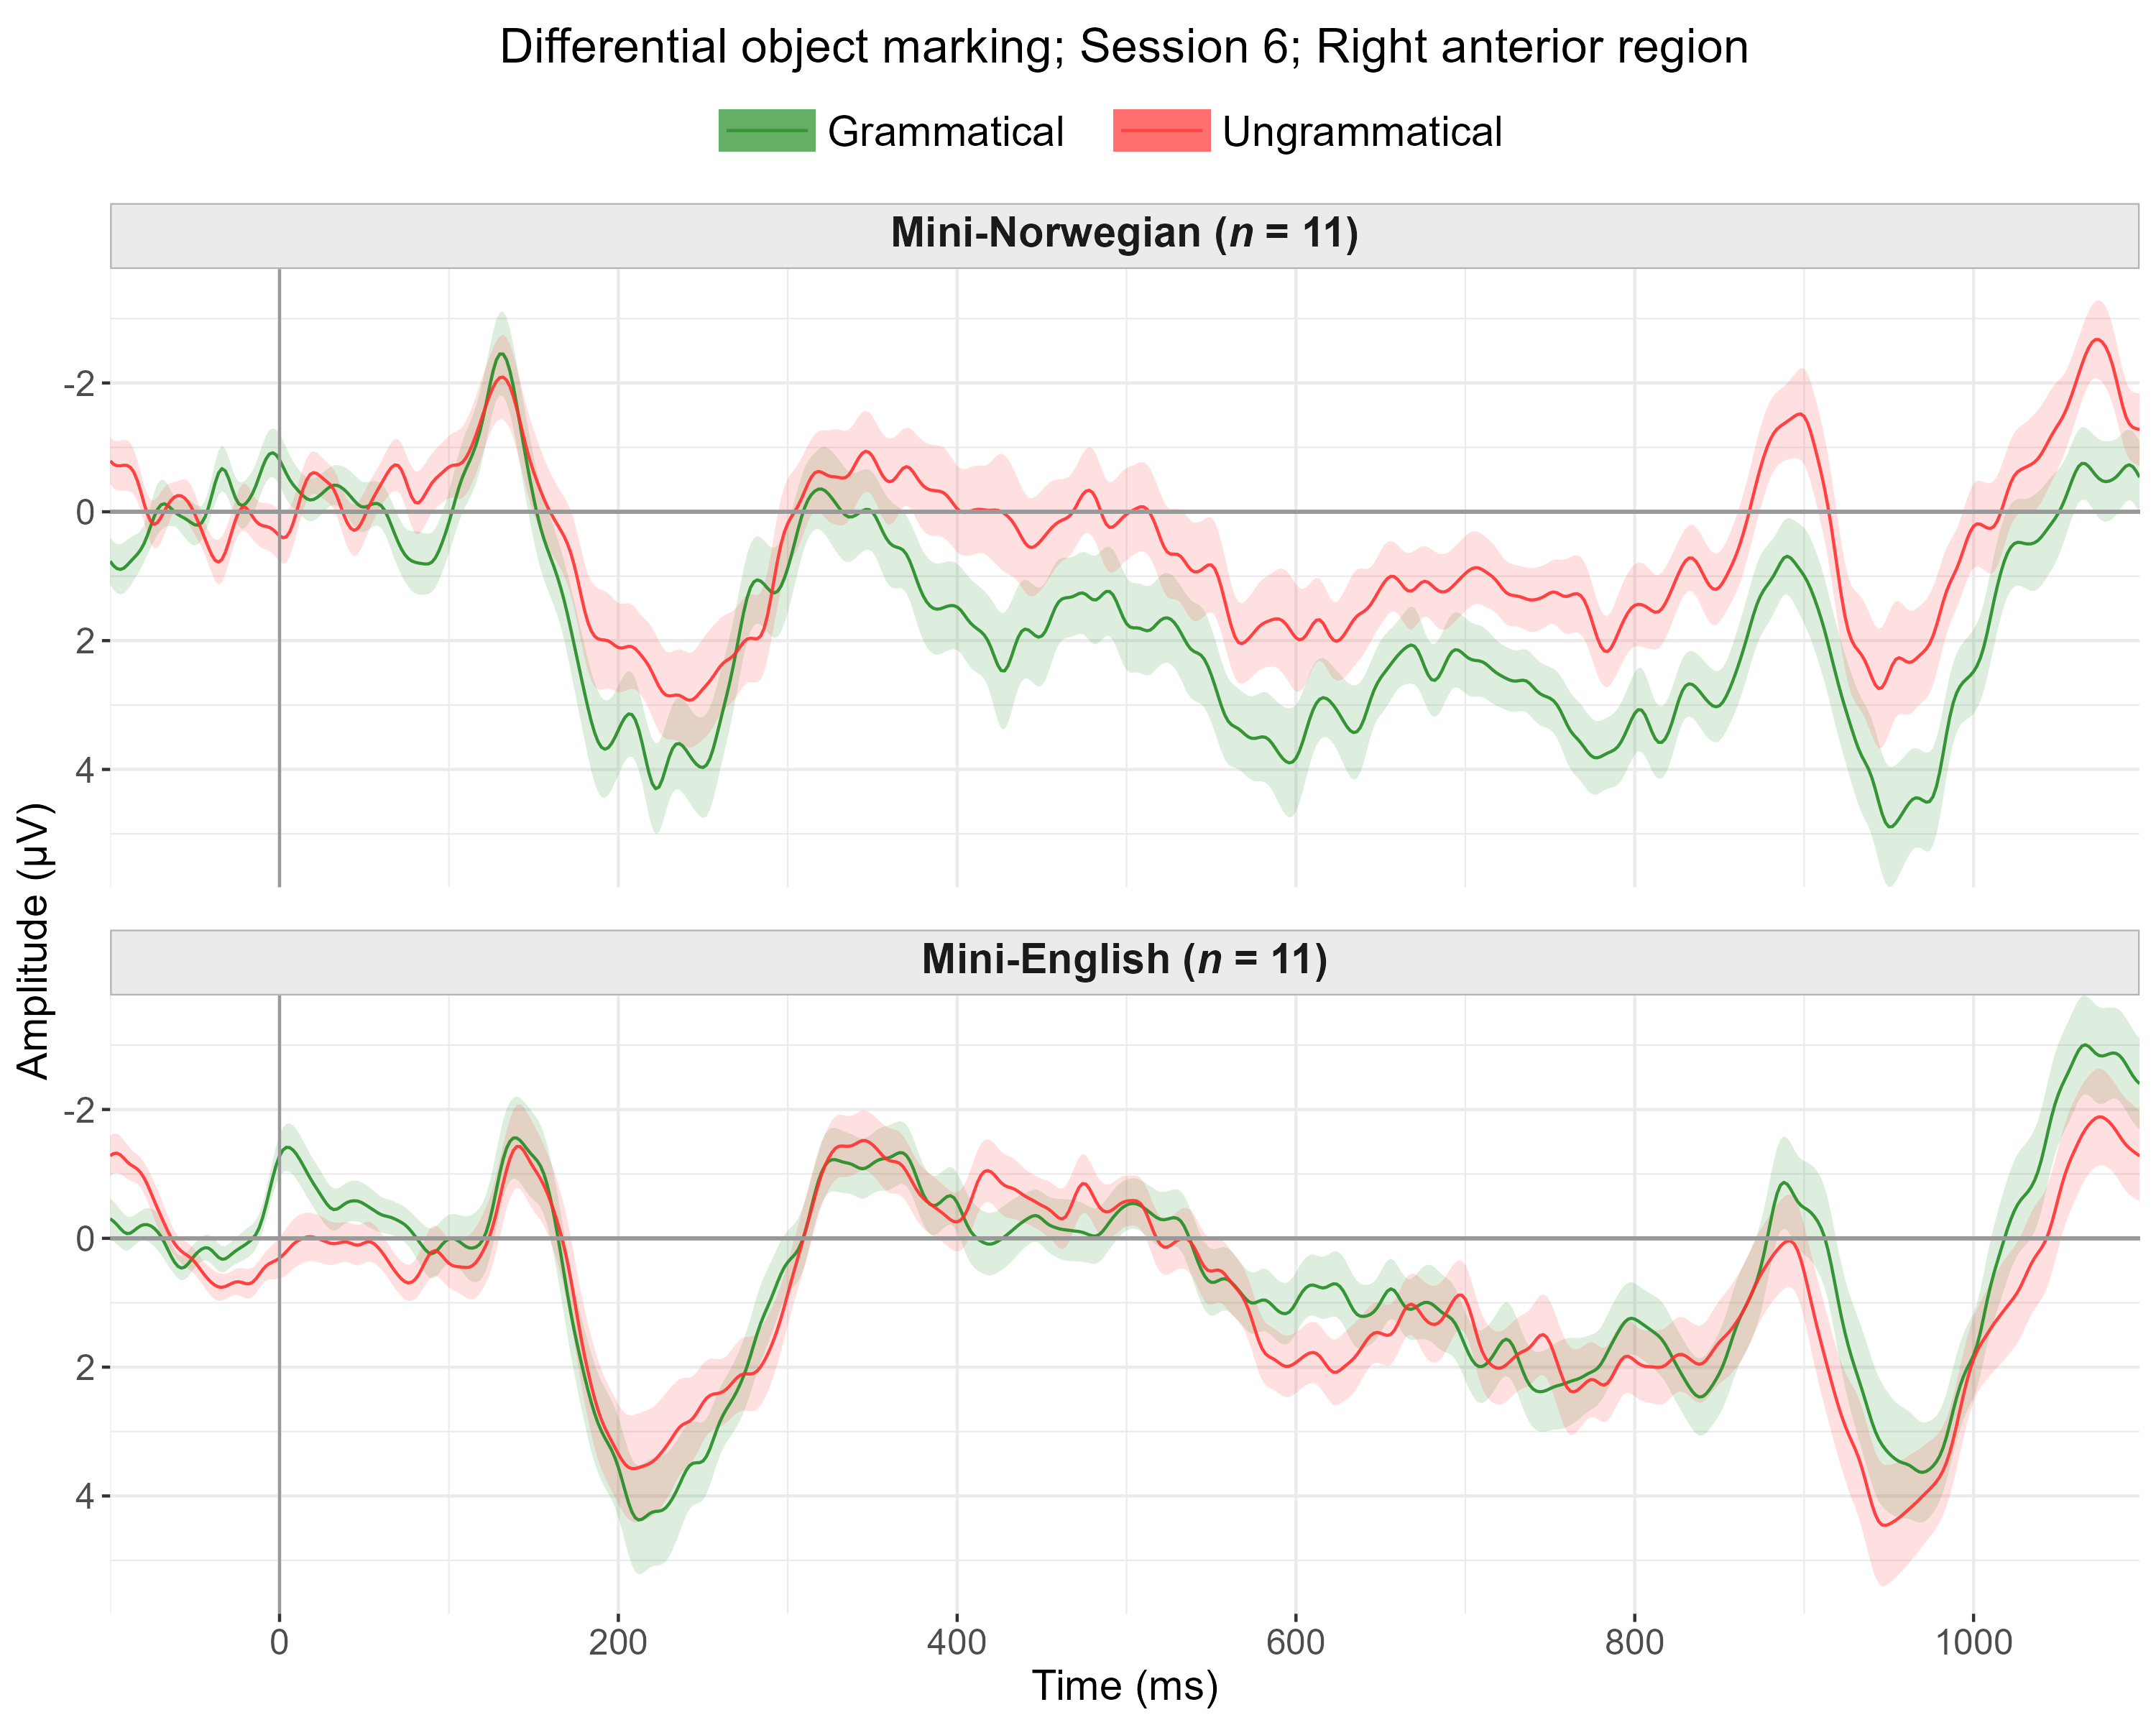 Differential object marking; Session 6; Right anterior region
Grammatical Ungrammatical
Mini-Norwegian (n = 11)
-2
0
2
4
Amplitude (µV)
Mini-English (n = 11)
-2
0
2
4
0 200 400 600 800 1000
Time (ms)